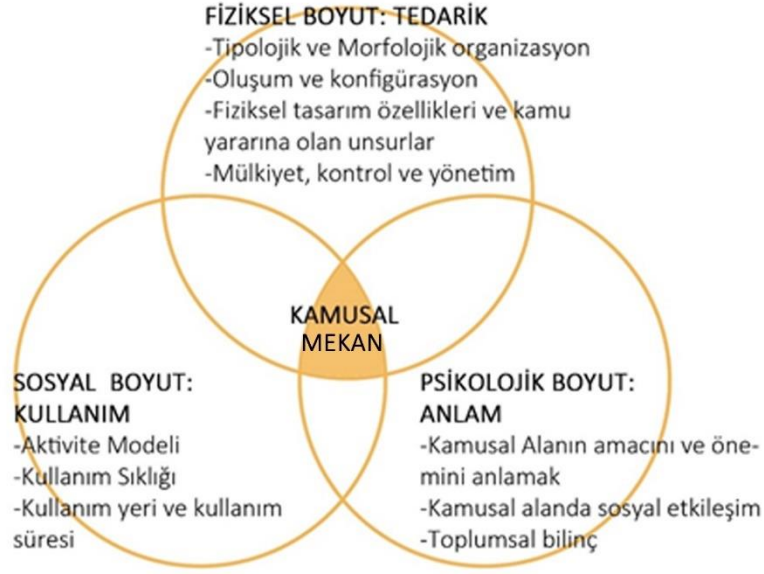 FİZİKSEL BOYUT: TEDARİK
-Tipolojik ve Morfolojik organizasyon
-Oluşum ve konfigürasyon
-Fiziksel tasarım özellikleri ve kamu
yararına olan unsurlar
-Mülkiyet, kontrol ve yönetim
KAMUSAL
MEKAN
SOSYAL BOYUT:
KULLANIM
-Aktivite Modeli
-Kullanım Sıklığı
-Kullanım yeri ve kullanım
süresi
PSİKOLOJİK BOYUT:
ANLAM
-Kamusal Alanın amacını ve öne-
mini anlamak
-Kamusal alanda sosyal etkileşim
-Toplumsal bilinç